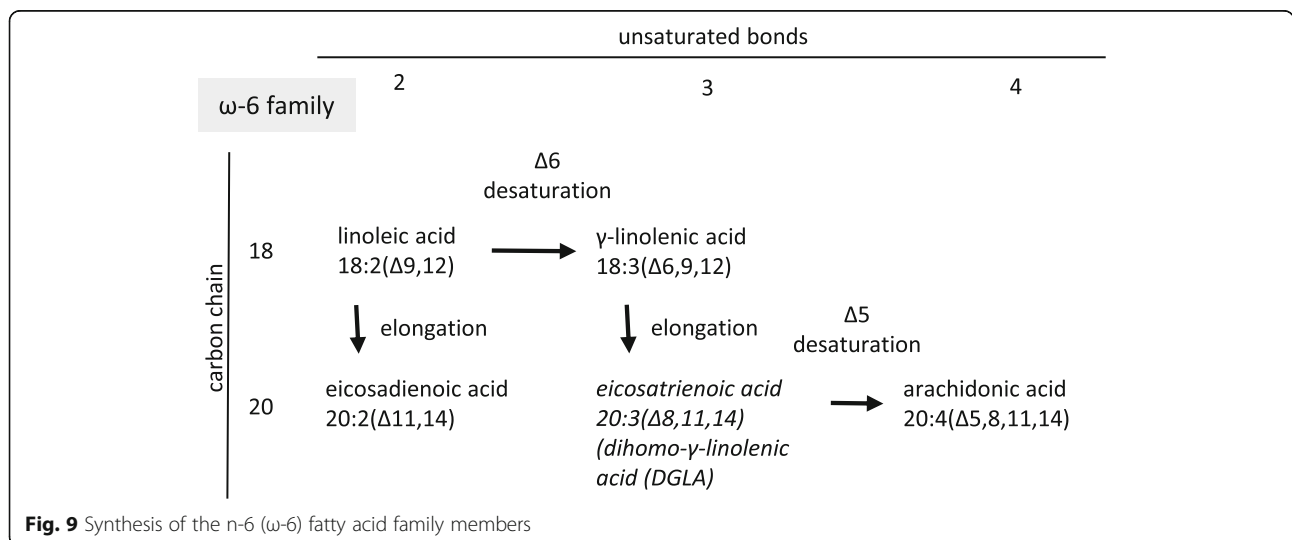 unsaturated bonds
2 3 4
ω-6 family
Δ6
desaturation
carbon chain
18
linoleic acid
18:2(Δ9,12)
γ-linolenic acid
18:3(Δ6,9,12)
elongation
elongation
Δ5
desaturation
20
eicosadienoic acid
20:2(Δ11,14)
eicosatrienoic acid
20:3(Δ8,11,14)
(dihomo-γ-linolenic
acid (DGLA)
arachidonic acid
20:4(Δ5,8,11,14)
Fig. 9 Synthesis of the n-6 (ω-6) fatty acid family members